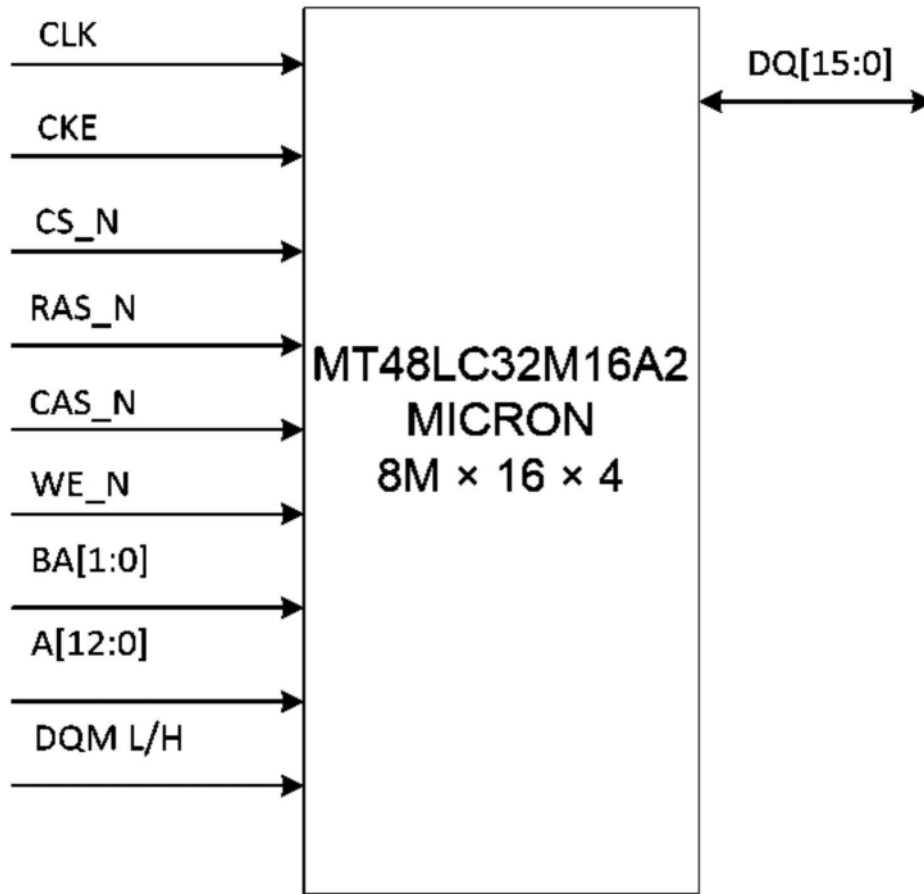 CLK
CKE
CS_N
RAS_N
CAS_N
WE_N
BA[1:0]
A[12:0]
DQM L/H
MT48LC32M16A2
MICRON
8M × 16 × 4
DQ[15:0]